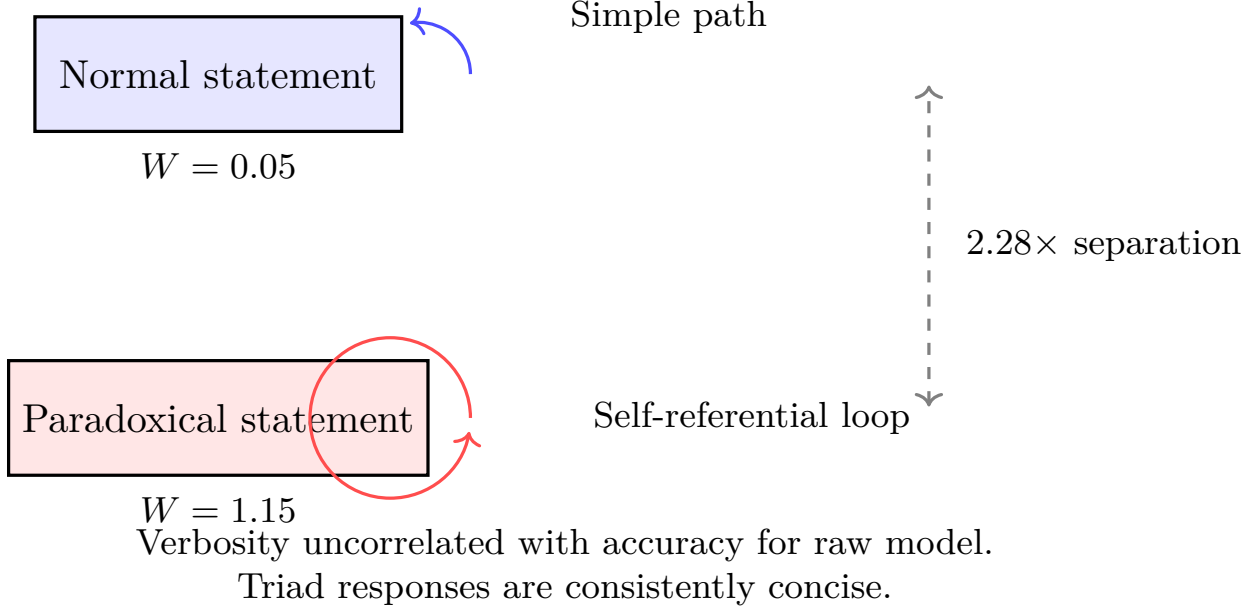 Simple path
Normal statement
W = 0.05
2.28× separation
Paradoxical statement
Self-referential loop
W = 1.15
Verbosity uncorrelated with accuracy for raw model.
Triad responses are consistently concise.